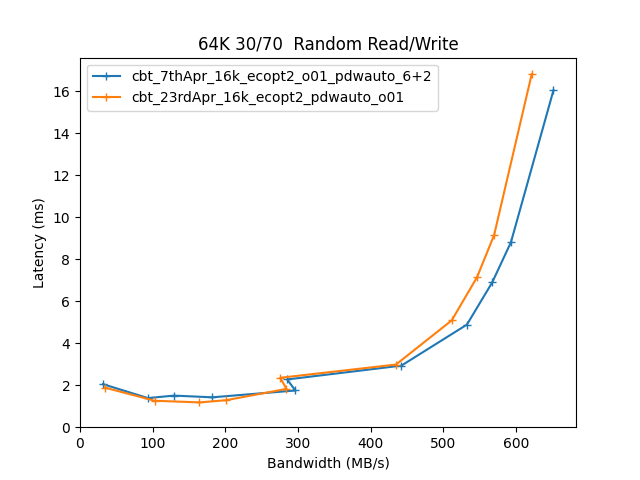 64K 30/70  Random Read/Write
cbt_7thApr_16k_ecopt2_o01_pdwauto_6+2
cbt_23rdApr_16k_ecopt2_pdwauto_o01
16
14
12
10
8
6
4
2
0
Latency (ms)
0 100 200 300 400 500 600
Bandwidth (MB/s)